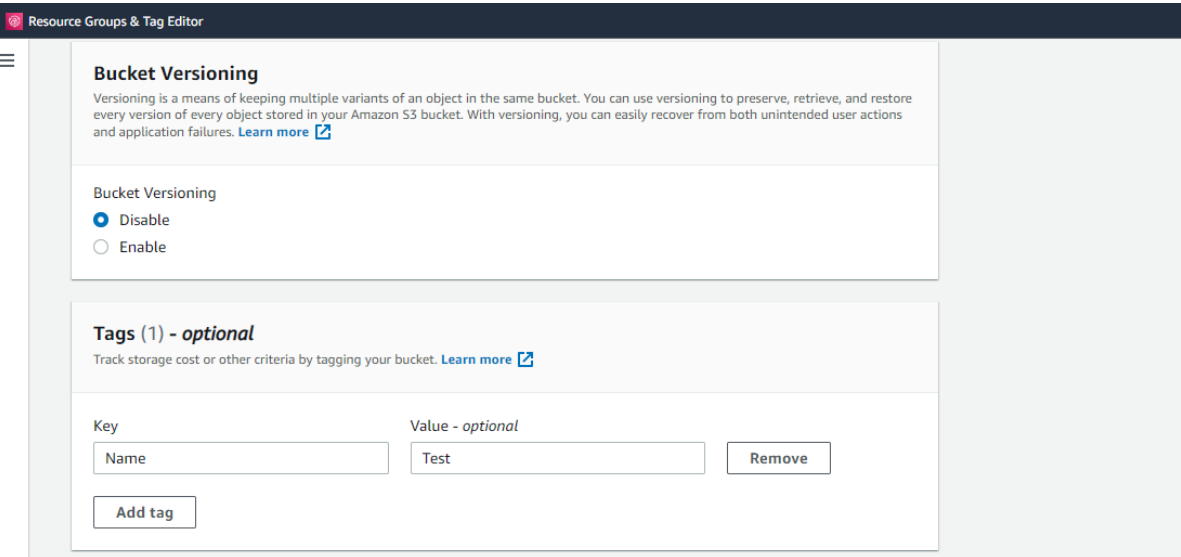 Resource Groups & Tag Editor
Bucket Versioning
Versioning is a means of keeping multiple variants of an object in the same bucket. You can use versioning to preserve, retrieve, and restore
every version of every object stored in your Amazon S3 bucket. With versioning, you can easily recover from both unintended user actions
and application failures. Learn more
Bucket Versioning
Disable
Enable
Tags (1) - optional
Track storage cost or other criteria by tagging your bucket. Learn more
Key Value - optional
Name Test Remove
Add tag